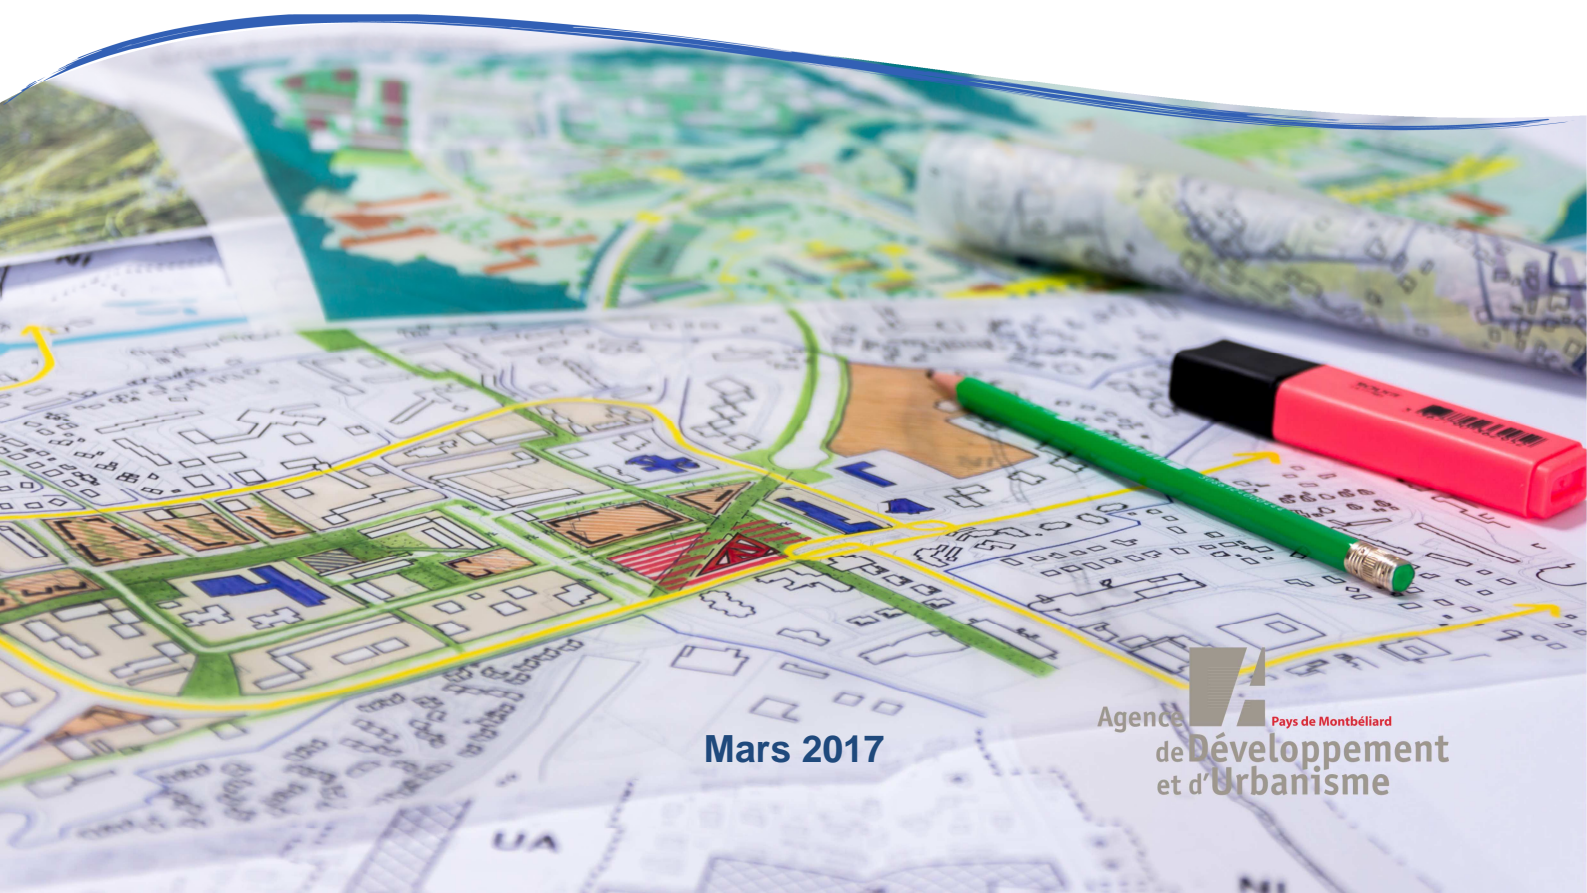 Mars 2017
Agence
Pays de Montbéliard
de Développement
et d'Urbanisme
UA